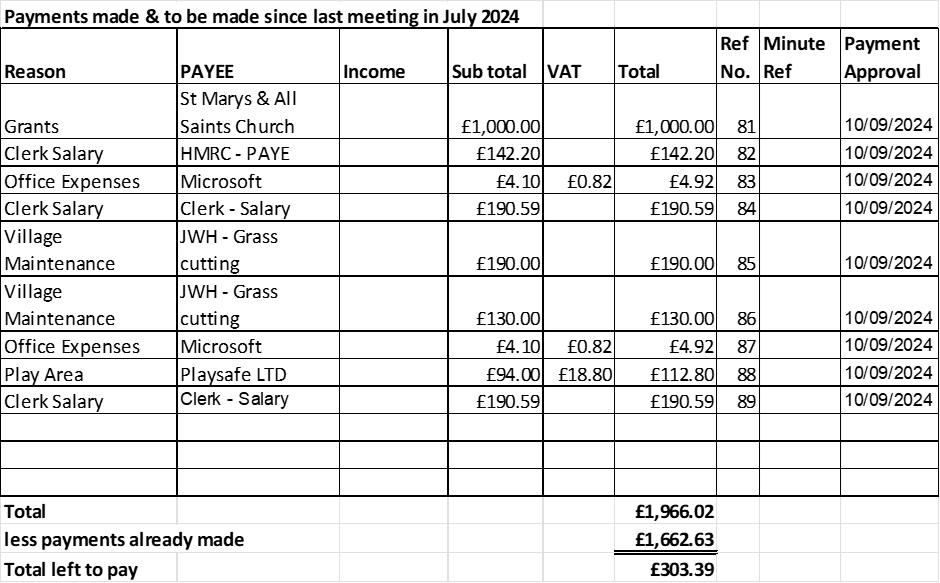 Payments made & to be made since last meeting in July 2024
Ref Minute Payment
Reason PAYEE Income Sub total VAT Total No. Ref Approval
St Marys & All
Grants Saints Church £1,000.00 £1,000.00 81 10/09/2024
Clerk Salary HMRC - PAYE £142.20 £142.20 82 10/09/2024
Office Expenses Microsoft £4.10 £0.82 £4.92 83 10/09/2024
Clerk Salary Clerk - Salary £190.59 £190.59 84 10/09/2024
Village JWH - Grass
Maintenance cutting £190.00 £190.00 85 10/09/2024
Village JWH - Grass
Maintenance cutting £130.00 £130.00 86 10/09/2024
Office Expenses Microsoft £4.10 £0.82 £4.92 87 10/09/2024
Play Area Playsafe LTD £94.00 £18.80 £112.80 88 10/09/2024
Clerk Salary Clerk - Salary £190.59 £190.59 89 10/09/2024
Total £1,966.02
less payments already made £1,662.63
Total left to pay £303.39